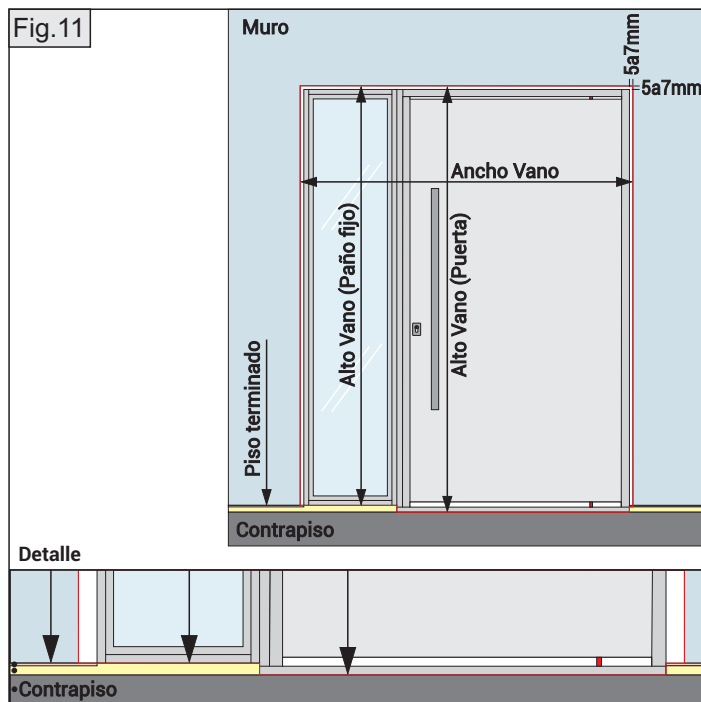 Fig.11
Muro
5a7mm
5a7mm
Ancho Vano
Alto Vano (Paño fijo)
Alto Vano (Puerta)
Piso terminado
Contrapiso
Detalle
Contrapiso